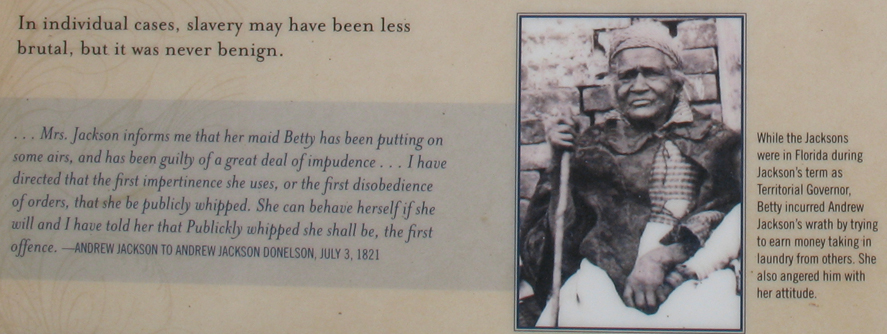 In individual cases, slavery may have been less
brutal, but it was never benign.
. . . Mrs. Jackson informs me that her maid Betty has been putting on
some airs, and has been guilty of a great deal of impudence . . . I have
directed that the first impertinence she uses, or the first disobedience
of orders, that she be publicly whipped. She can behave herself if she
will and I have told her that Publickly whipped she shall be, the first
offence. —ANDREW JACKSON TO ANDREW JACKSON DONELSON, JULY 3, 1821
While the Jacksons
were in Florida during
Jackson's term as
Territorial Governor,
Betty incurred Andrew
Jackson's wrath by trying
to earn money taking in
laundry from others. She
also angered him with
her attitude.